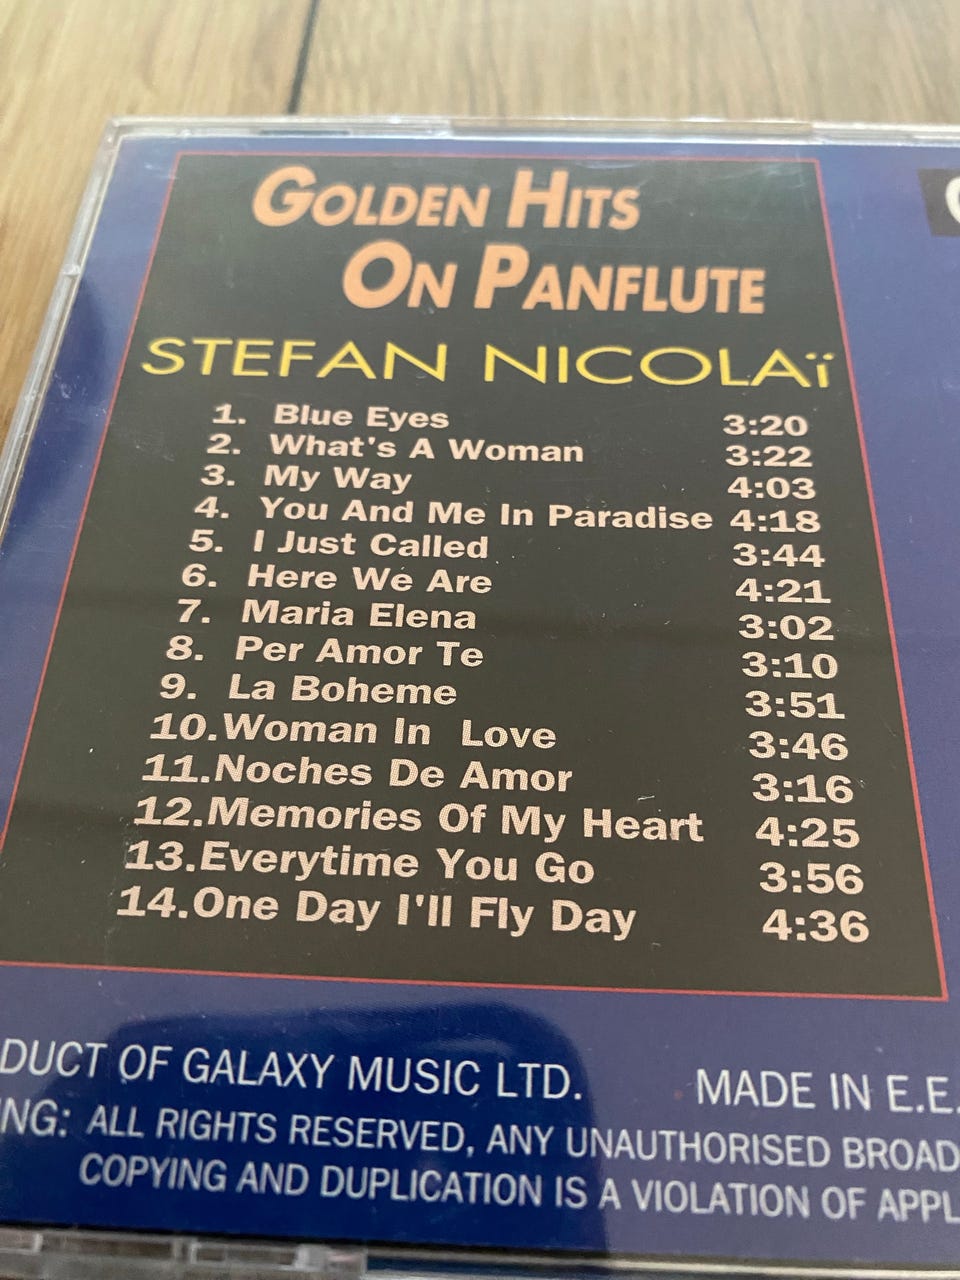 GOLDEN HITS
ON PANFLUTE
STEFAN NICOLAï
1. Blue Eyes 3:20
2. What's A Woman 3:22
3. My Way 4:03
4. You And Me In Paradise 4:18
5. I Just Called 3:44
6. Here We Are 4:21
7. Maria Elena 3:02
8. Per Amor Te 3:10
9. La Boheme 3:51
10. Woman In Love 3:46
11. Noches De Amor 3:16
12. Memories Of My Heart 4:25
13. Everytime You Go 3:56
14. One Day I'll Fly Day 4:36
DUCT OF GALAXY MUSIC LTD. MADE IN E.E.
NG: ALL RIGHTS RESERVED, ANY UNAUTHORISED BROAD
COPYING AND DUPLICATION IS A VIOLATION OF APPL